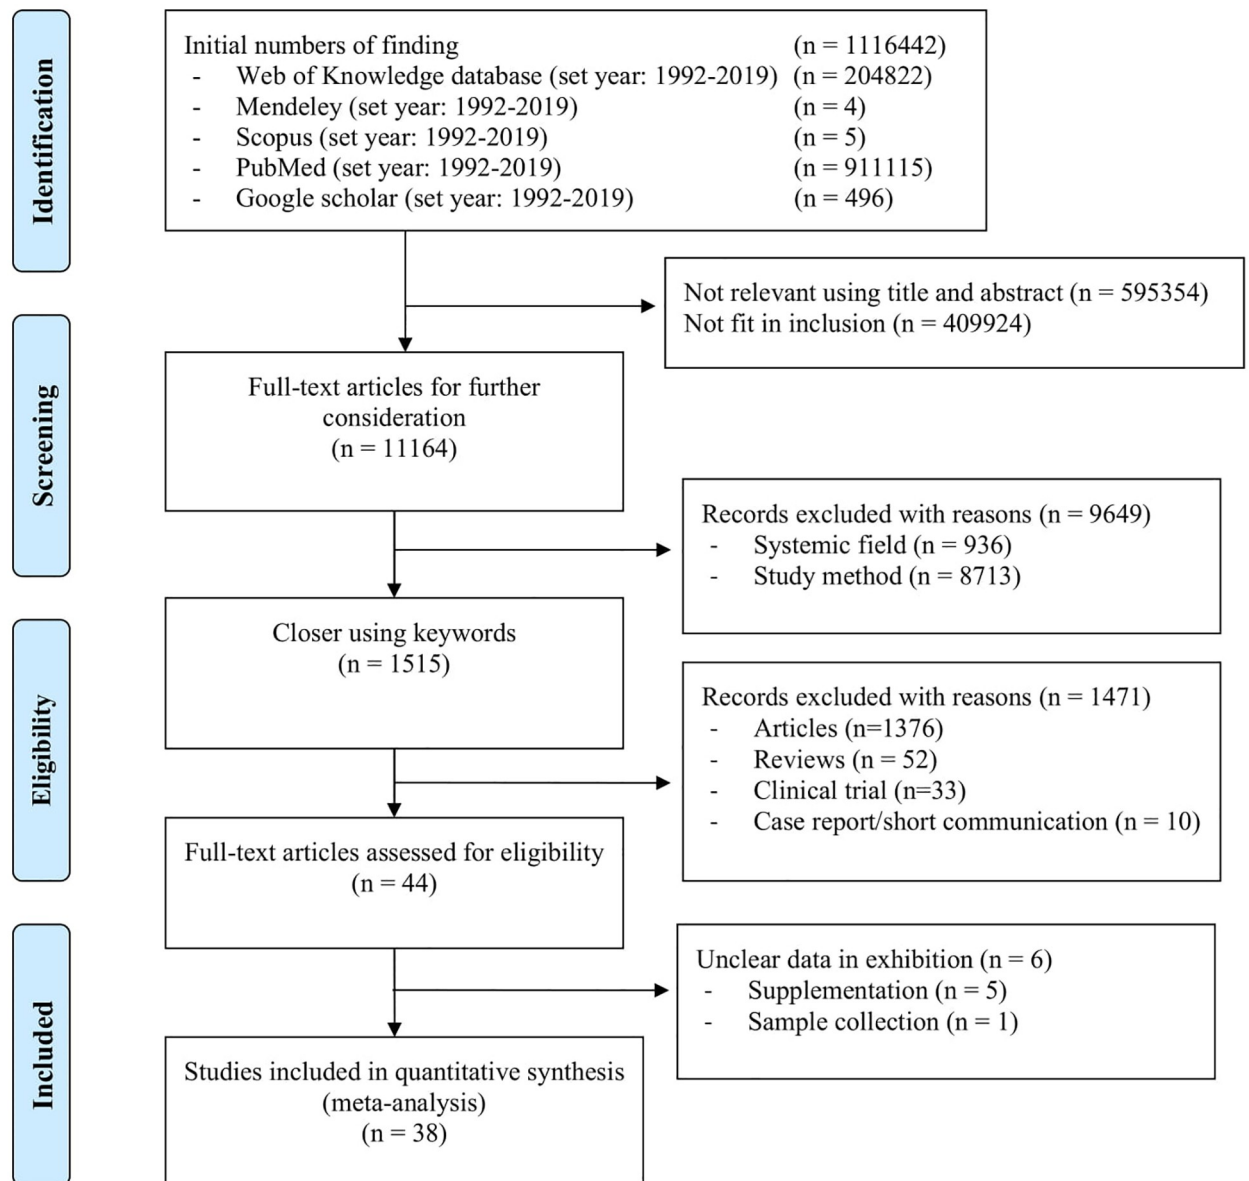 Identification
Initial numbers of finding (n = 1116442)
- Web of Knowledge database (set year: 1992-2019) (n = 204822)
- Mendeley (set year: 1992-2019) (n = 4)
- Scopus (set year: 1992-2019) (n = 5)
- PubMed (set year: 1992-2019) (n = 911115)
- Google scholar (set year: 1992-2019) (n = 496)
Not relevant using title and abstract (n = 595354)
Not fit in inclusion (n = 409924)
Screening
Full-text articles for further
consideration
(n = 11164)
Records excluded with reasons (n = 9649)
- Systemic field (n = 936)
- Study method (n = 8713)
Eligibility
Closer using keywords
(n = 1515)
Records excluded with reasons (n = 1471)
- Articles (n=1376)
- Reviews (n = 52)
- Clinical trial (n=33)
- Case report/short communication (n = 10)
Full-text articles assessed for eligibility
(n = 44)
Included
Unclear data in exhibition (n = 6)
- Supplementation (n = 5)
- Sample collection (n = 1)
Studies included in quantitative synthesis
(meta-analysis)
(n = 38)